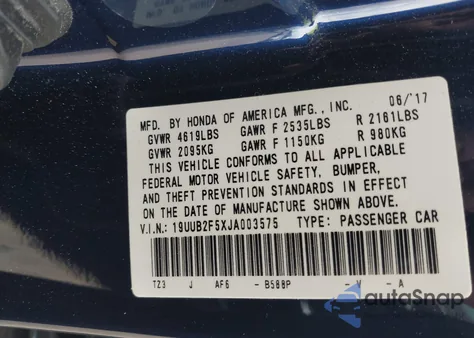 MFD. BY HONDA OF AMERICA MFG., INC. 06/'17
GVWR 4619LBS GAWR F 2535LBS R 2161LBS
GVWR 2095KG GAWR F 1150KG R 980KG
THIS VEHICLE CONFORMS TO ALL APPLICABLE
FEDERAL MOTOR VEHICLE SAFETY, BUMPER,
AND THEFT PREVENTION STANDARDS IN EFFECT
ON THE DATE OF MANUFACTURE SHOWN ABOVE.
V.I.N.: 19UUB2F5XJA003575 TYPE: PASSENGER CAR
TZ3 J AF6 - B588P - V - A
autoSnap